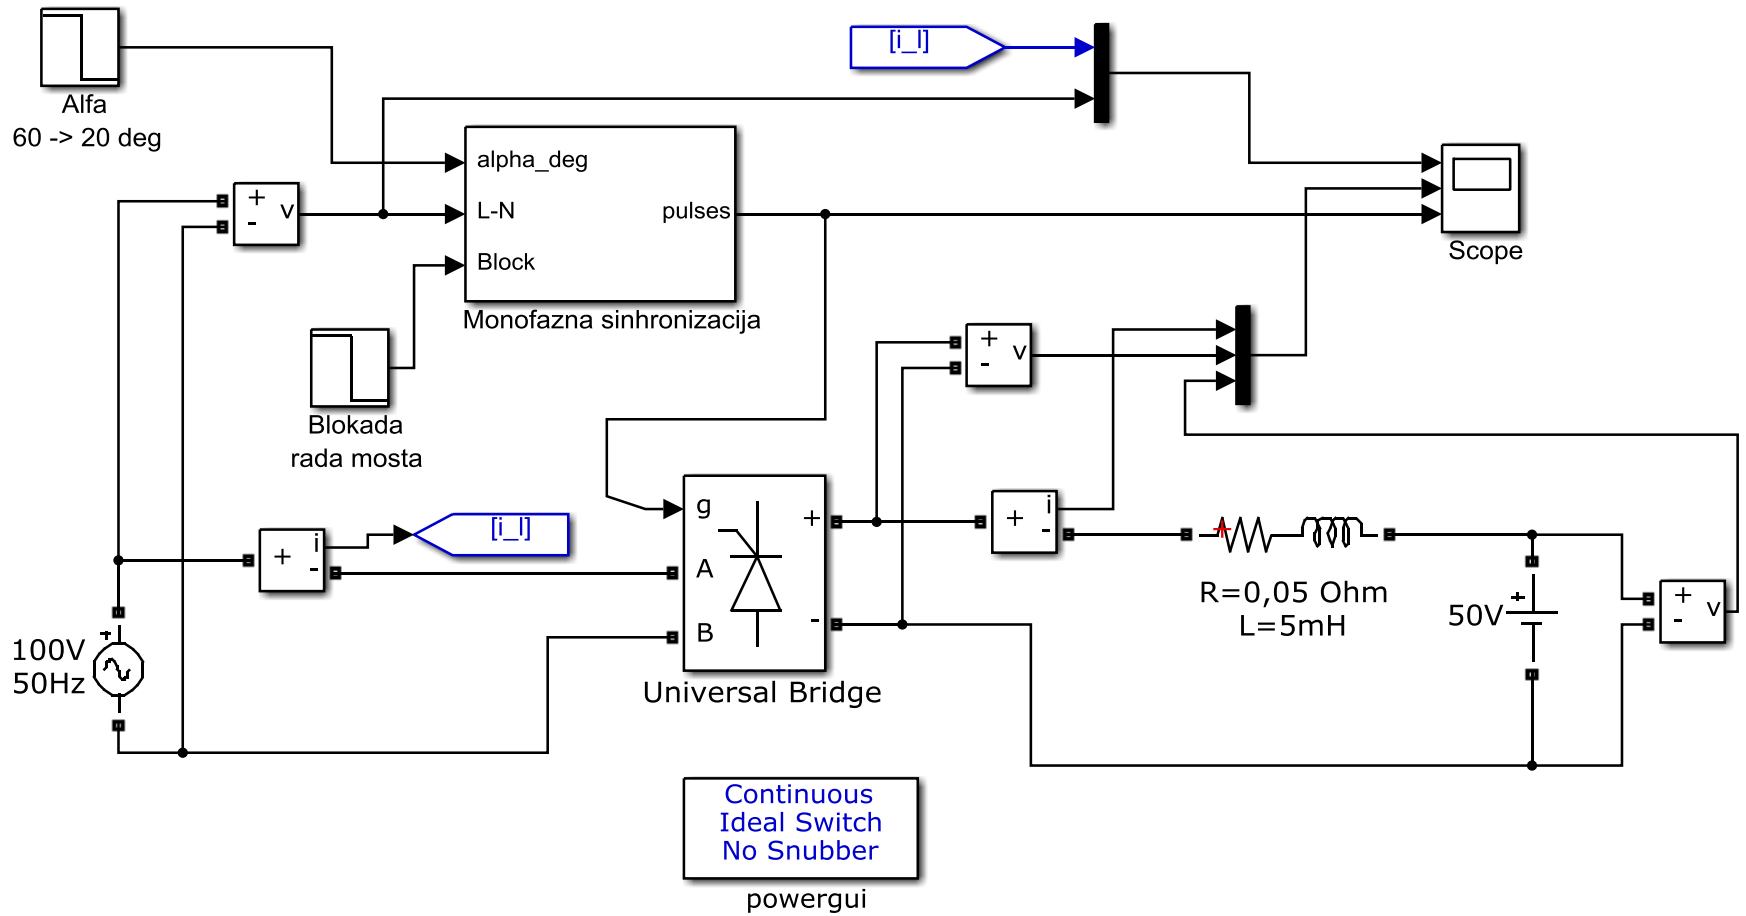 Alfa
60 -> 20 deg
[i_l]
alpha_deg
L-N
Block
pulses
Monofazna sinhronizacija
+
-
v
Scope
Blokada
rada mosta
+
-
v
g
A
B
+
-
Universal Bridge
+
i
-
[i_l]
+
i
-
R=0,05 Ohm
L=5mH
+
50V
+
-
v
+
100V
50Hz
Continuous
Ideal Switch
No Snubber
powergui